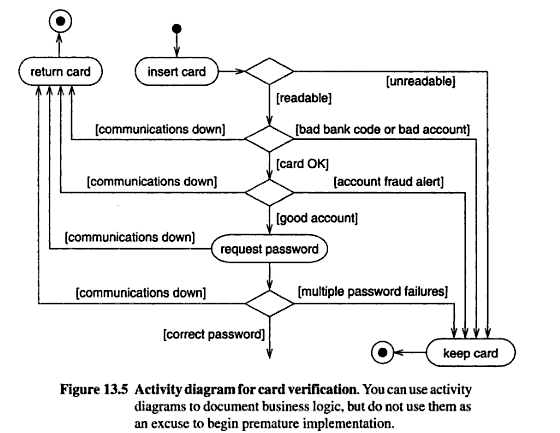 return card
insert card
[unreadable]
[readable]
[communications down]
[bad bank code or bad account]
[card OK]
[communications down]
[account fraud alert]
[good account]
[communications down]
request password
[communications down]
[multiple password failures]
[correct password]
keep card
Figure 13.5 Activity diagram for card verification. You can use activity
diagrams to document business logic, but do not use them as
an excuse to begin premature implementation.